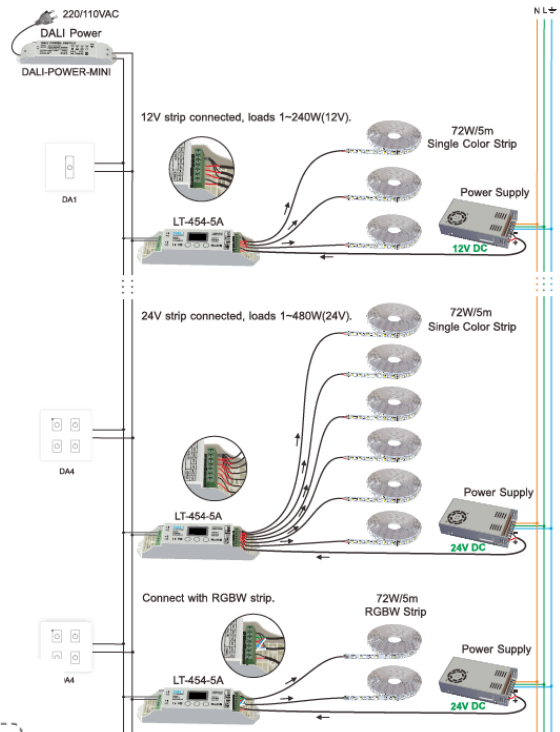 220/110VAC
N L
DALI Power
DALI-POWER-MINI
12V strip connected, loads 1~240W(12V).
72W/5m
Single Color Strip
DA1
Power Supply
LT-454-5A
12V DC
24V strip connected, loads 1~480W(24V).
72W/5m
Single Color Strip
DA4
Power Supply
LT-454-5A
24V DC
Connect with RGBW strip.
72W/5m
RGBW Strip
A4
Power Supply
LT-454-5A
24V DC